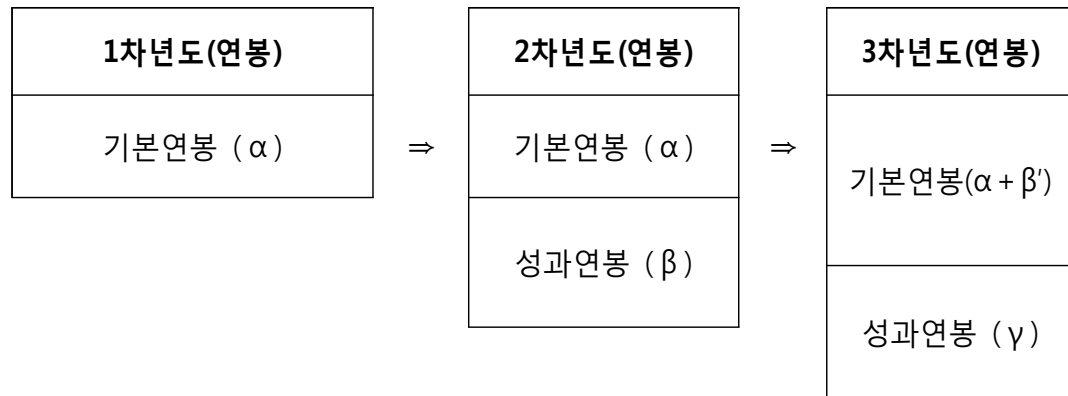 1차년도(연봉)
기본연봉 (α)
⇒
2차년도(연봉)
기본연봉 (α)
성과연봉 (β)
⇒
3차년도(연봉)
기본연봉(α + β′)
성과연봉 (γ)